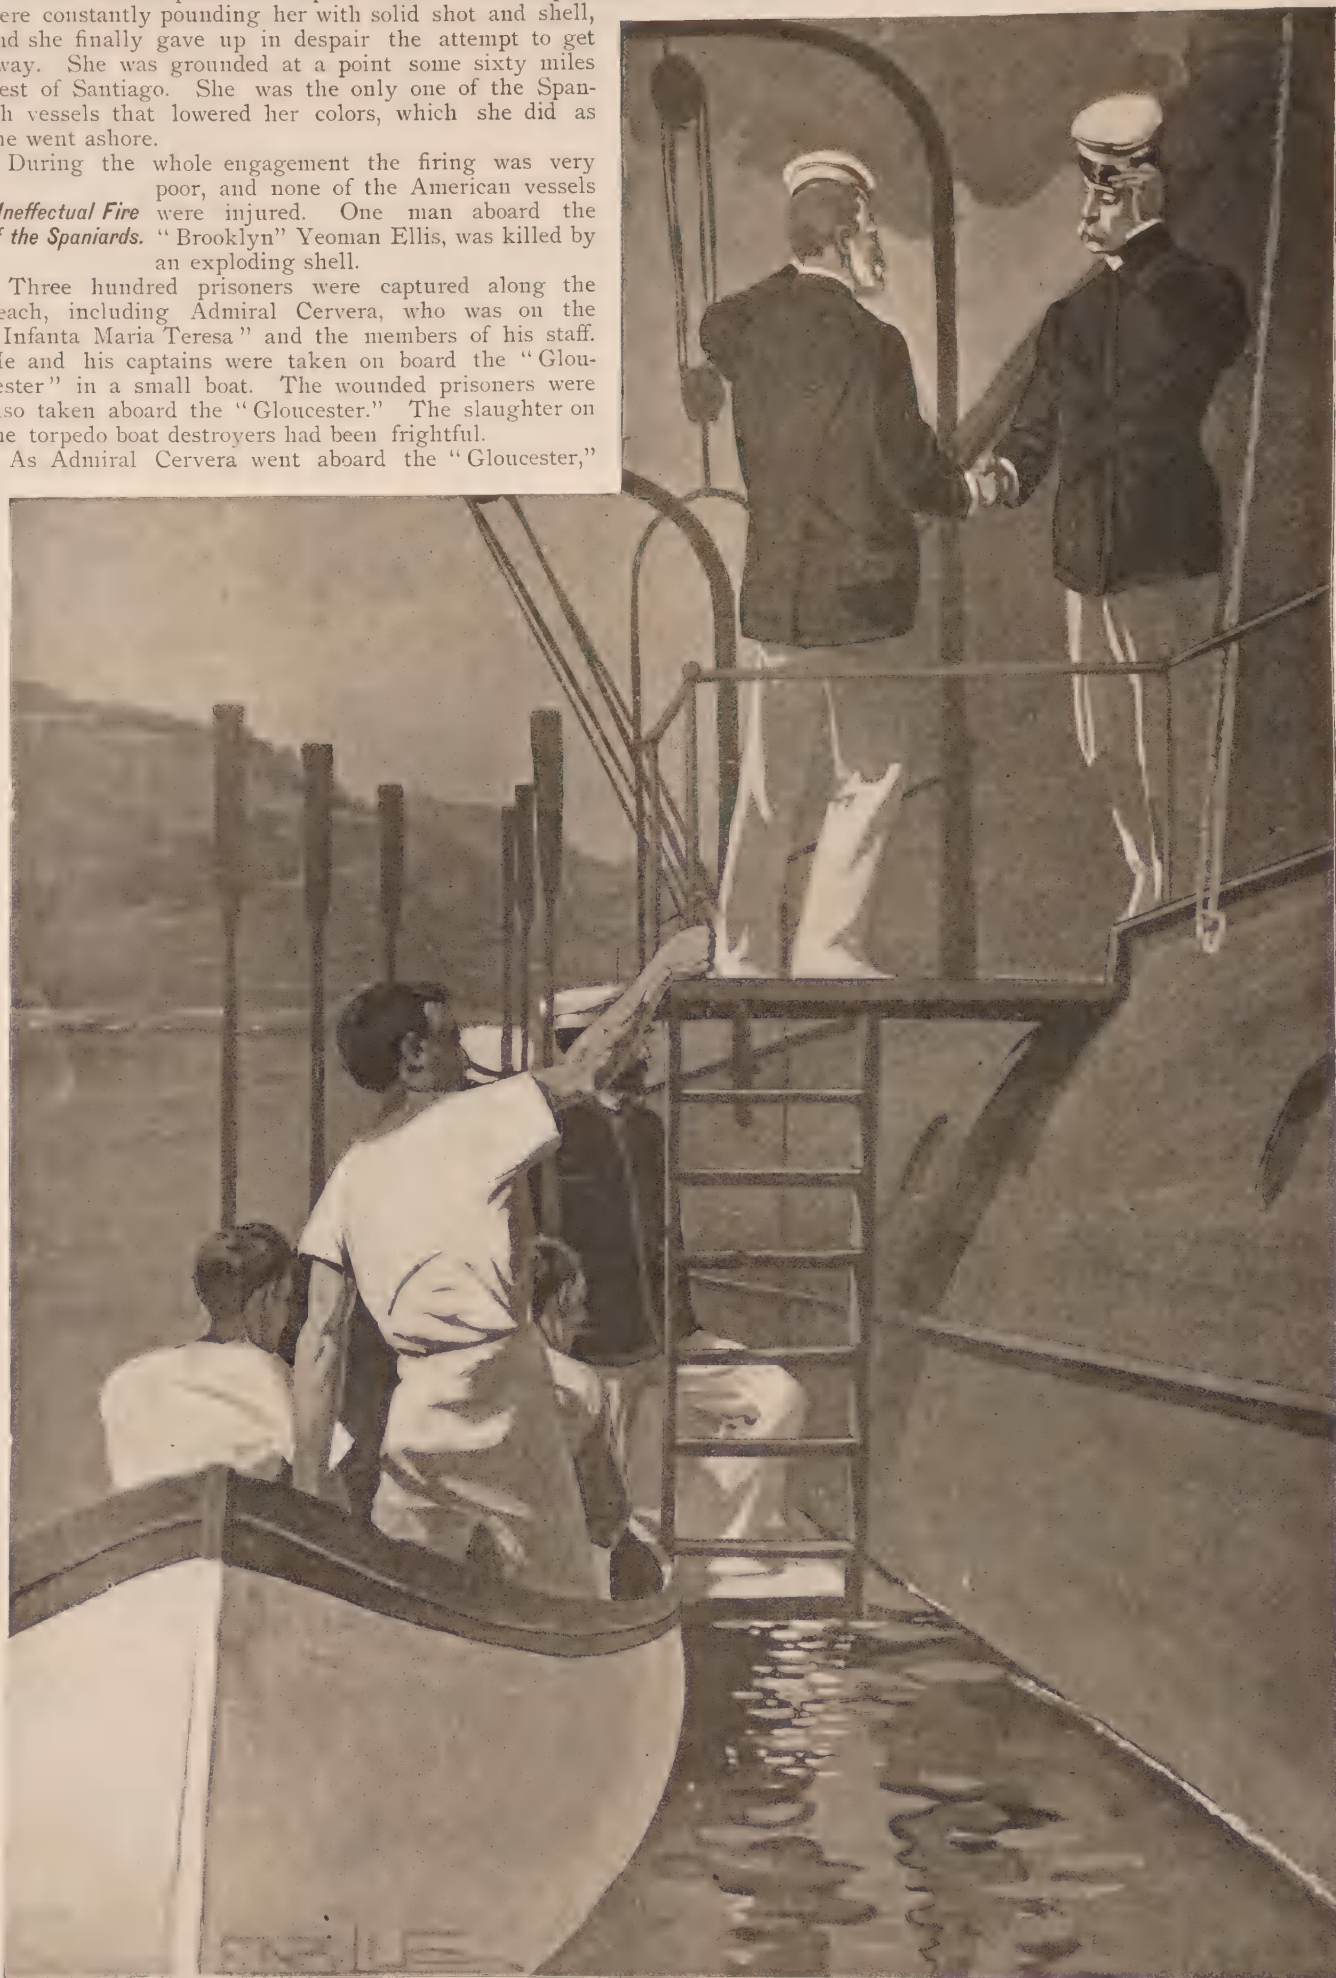 ere constantly pounding her with solid shot and shell,
nd she finally gave up in despair the attempt to get
way. She was grounded at a point some sixty miles
est of Santiago. She was the only one of the Span-
h vessels that lowered her colors, which she did as
he went ashore.
During the whole engagement the firing was very
poor, and none of the American vessels
neffectual Fire were injured. One man aboard the
f the Spaniards. “ Brooklyn” Yeoman Ellis, was killed by
an exploding shell.
Three hundred prisoners were captured along the
each, including Admiral Cervera, who was on the
Infanta Maria Teresa ” and the members of his staff.
le and his captains were taken on board the “ Glou-
ester ” in a small boat. The wounded prisoners were
so taken aboard the “ Gloucester.” The slaughter on
he torpedo boat destroyers had been frightful.
As Admiral Cervera went aboard the “ Gloucester,”